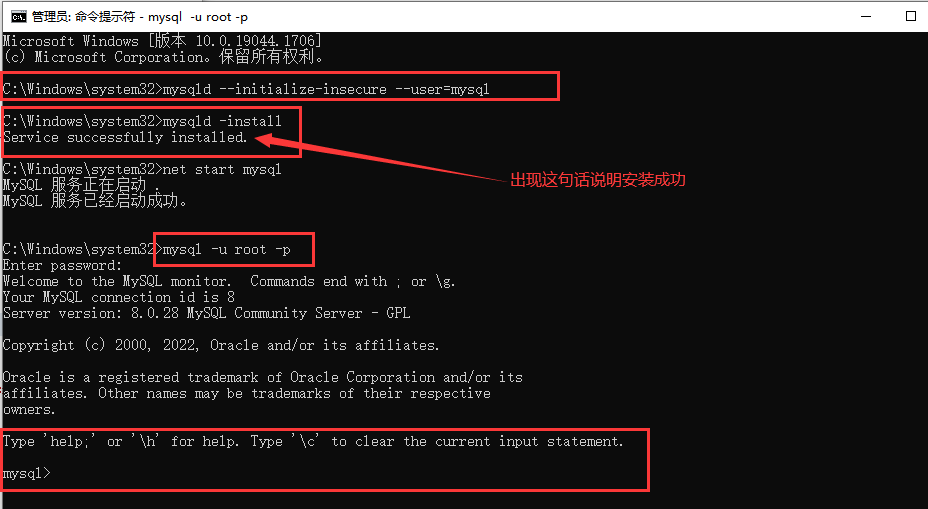 管理员: 命令提示符 - mysql  -u root -p
Microsoft Windows [版本 10.0.19044.1706]
(c) Microsoft Corporation。保留所有权利。
C:\Windows\system32>mysqld --initialize-insecure --user=mysql
C:\Windows\system32>mysqld -install
Service successfully installed.
C:\Windows\system32>net start mysql
MySQL 服务正在启动 .
MySQL 服务已经启动成功。
出现这句话说明安装成功
C:\Windows\system32>mysql -u root -p
Enter password:
Welcome to the MySQL monitor.  Commands end with ; or \g.
Your MySQL connection id is 8
Server version: 8.0.28 MySQL Community Server - GPL
Copyright (c) 2000, 2022, Oracle and/or its affiliates.
Oracle is a registered trademark of Oracle Corporation and/or its
affiliates. Other names may be trademarks of their respective
owners.
Type 'help;' or '\h' for help. Type '\c' to clear the current input statement.
mysql>